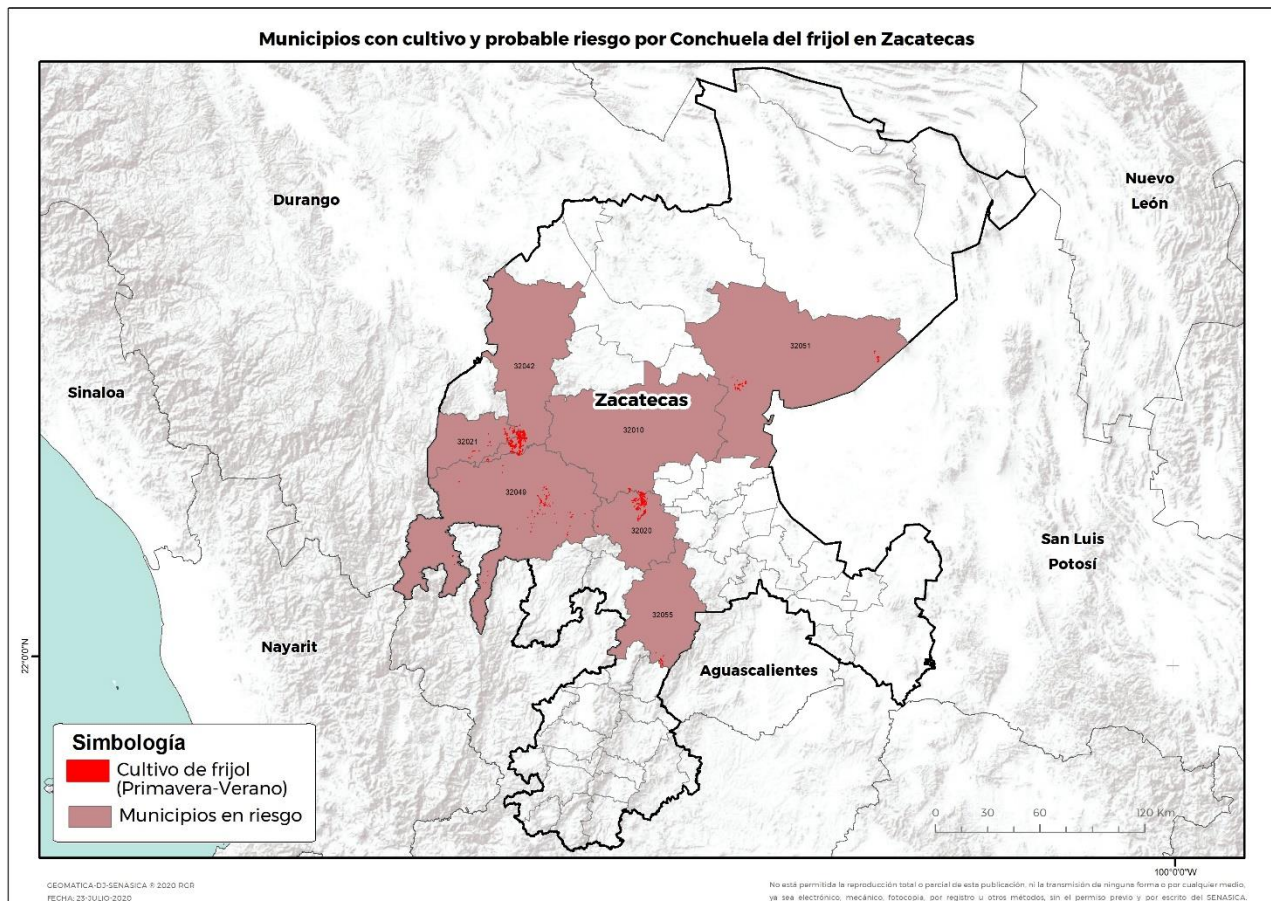 Municipios con cultivo y probable riesgo por Conchuela del frijol en Zacatecas
Durango
Nuevo
León
32051
32042
Sinaloa
Zacatecas
32010
32021
32049
32020
San Luis
Potosí
32055
Nayarit
Aguascalientes
22°0'0"N
Simbología
Cultivo de frijol
(Primavera-Verano)
Municipios en riesgo
0 30 60 120 Km
100°0'0"W
GEOMATICA-DJ-SENASICA ® 2020 RGR
FECHA: 23-JULIO-2020
No está permitida la reproducción total o parcial de esta publicación, ni la transmisión de ninguna forma o por cualquier medio,
ya sea electrónico, mecánico, fotocopia, por registro u otros métodos, sin el permiso previo y por escrito del SENASICA.